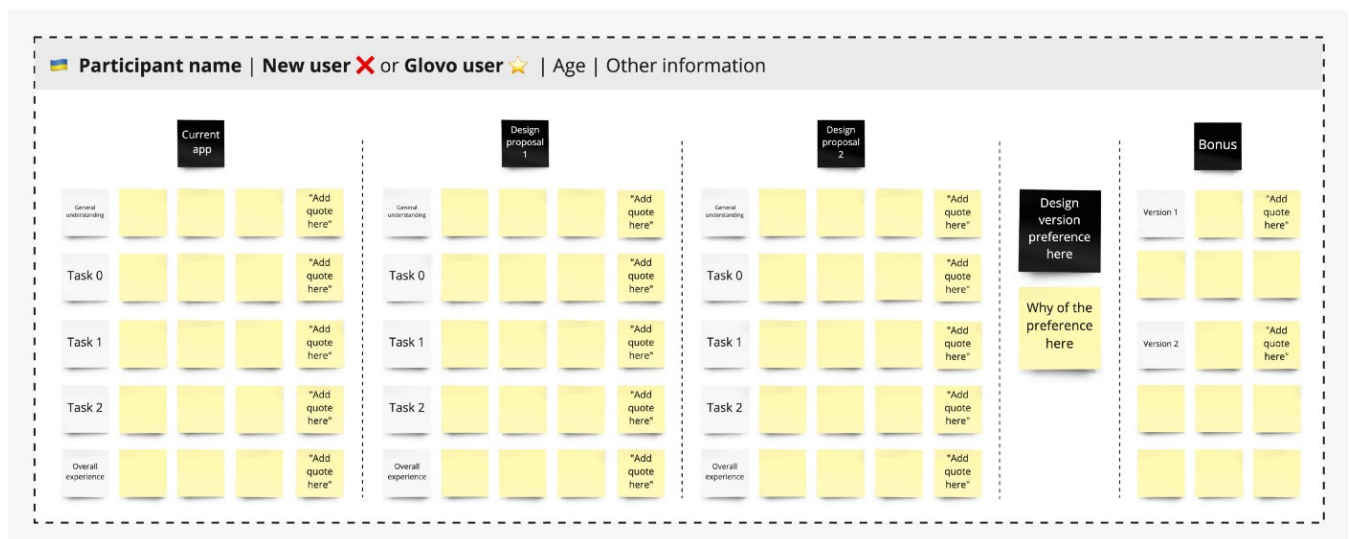 Participant name | New user ❌ or Glovo user ⭐ | Age | Other information
Current
app
Design
proposal
1
Design
proposal
2
Bonus
General
understanding
"Add
quote
here"
General
understanding
"Add
quote
here"
General
understanding
"Add
quote
here"
Design
version
preference
here
Version 1
"Add
quote
here"
Task 0
"Add
quote
here"
Task 0
"Add
quote
here"
Task 0
"Add
quote
here"
Why of the
preference
here
Task 1
"Add
quote
here"
Task 1
"Add
quote
here"
Task 1
"Add
quote
here"
Version 2
"Add
quote
here"
Task 2
"Add
quote
here"
Task 2
"Add
quote
here"
Task 2
"Add
quote
here"
Overall
experience
"Add
quote
here"
Overall
experience
"Add
quote
here"
Overall
experience
"Add
quote
here"